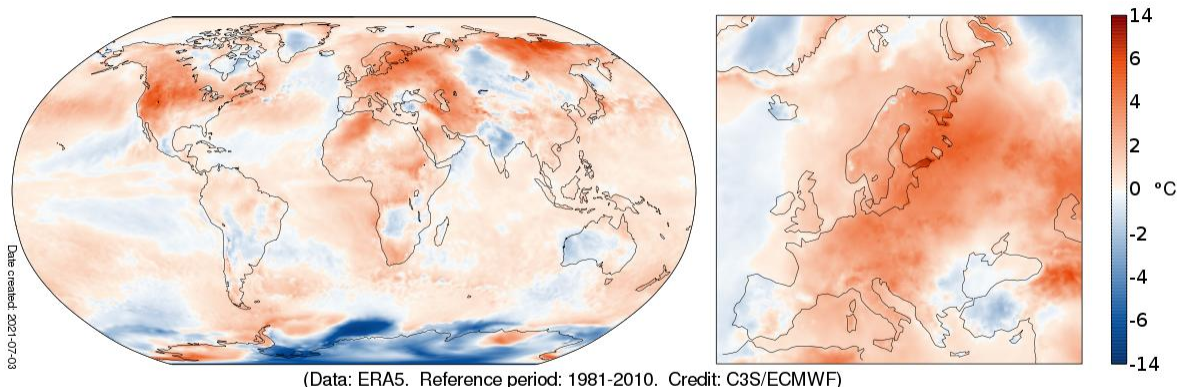 14
6
4
2
0 °C
-2
-4
-6
-14
Date created: 2021-07-03
(Data: ERA5. Reference period: 1981-2010. Credit: C3S/ECMWF)